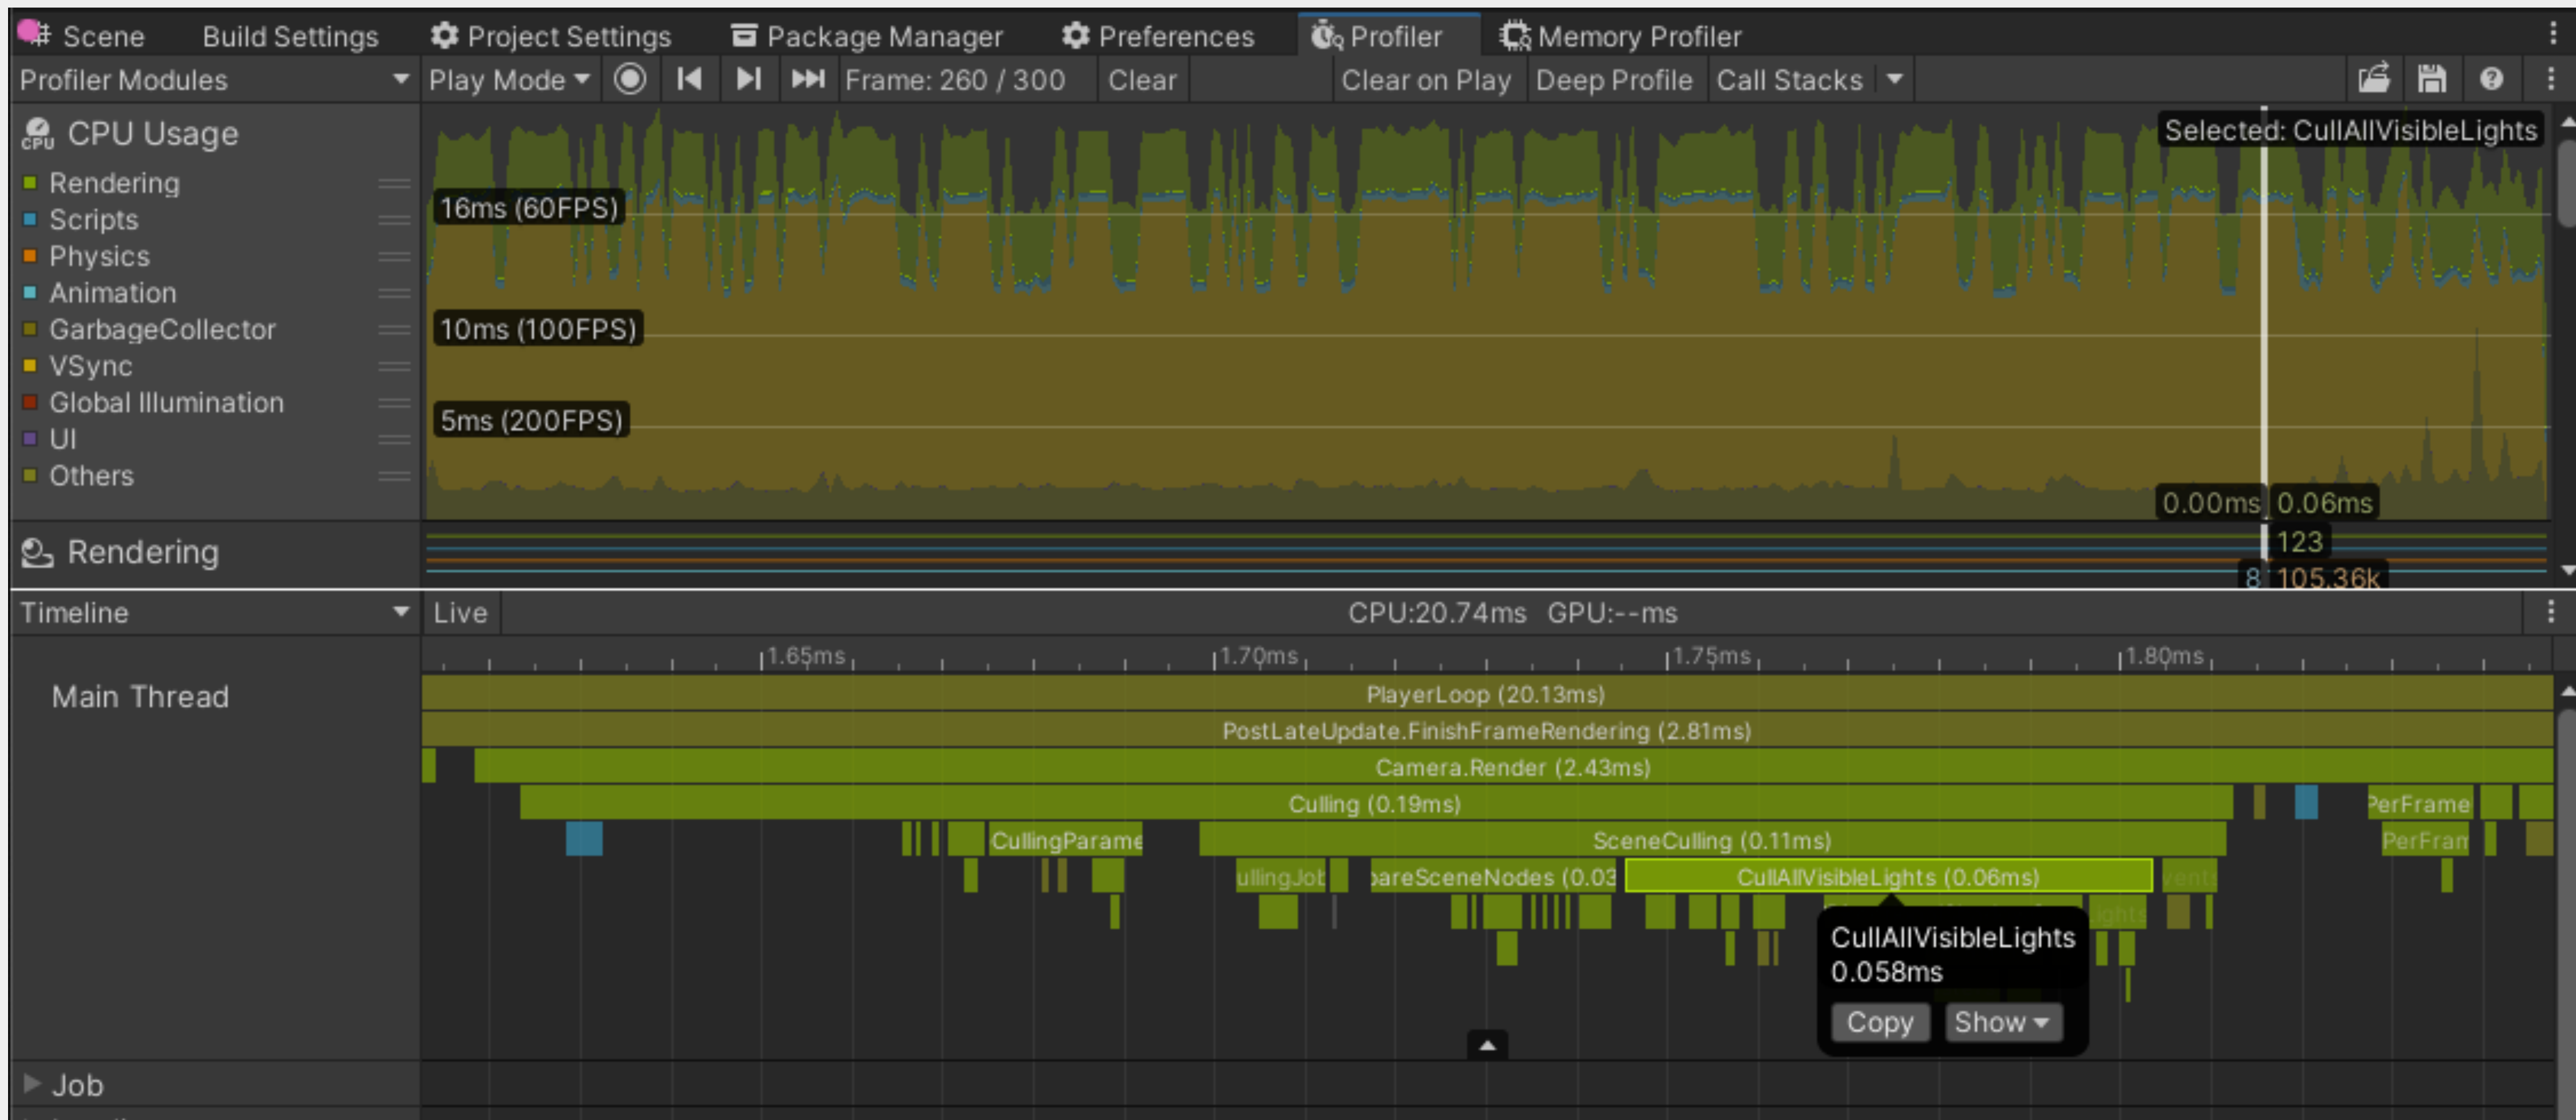 Scene Build Settings Project Settings Package Manager Preferences Profiler Memory Profiler
Profiler Modules Play Mode Frame: 260 / 300 Clear Clear on Play Deep Profile Call Stacks
CPU Usage
CPU
Rendering
Scripts
Physics
Animation
GarbageCollector
VSync
Global Illumination
UI
Others
Selected: CullAllVisibleLights
16ms (60FPS)
10ms (100FPS)
5ms (200FPS)
0.00ms 0.06ms
Rendering
123
8 105.36k
Timeline Live CPU:20.74ms GPU:--ms
1.65ms 1.70ms 1.75ms 1.80ms
Main Thread
PlayerLoop (20.13ms)
PostLateUpdate.FinishFrameRendering (2.81ms)
Camera.Render (2.43ms)
Culling (0.19ms) PerFrame
CullingParame SceneCulling (0.11ms) PerFram
ullingJob pareSceneNodes (0.03 CullAllVisibleLights (0.06ms) vent
Lights
CullAllVisibleLights
0.058ms
Copy Show
Job